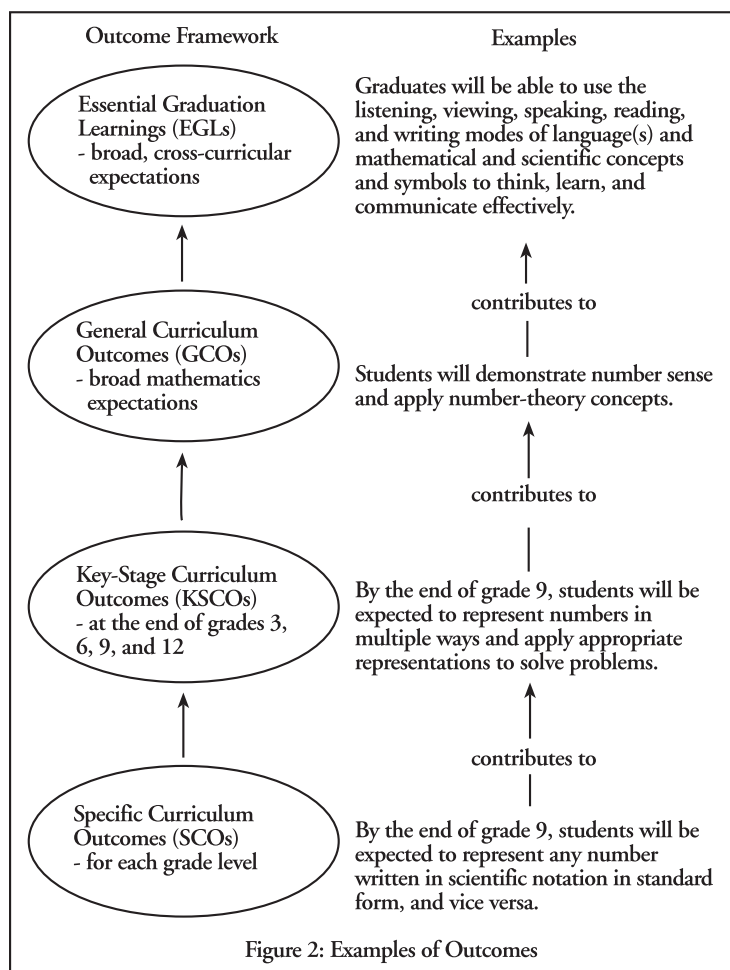 Outcome Framework
Examples
Essential Graduation
Learnings (EGLs)
- broad, cross-curricular
expectations
Graduates will be able to use the
listening, viewing, speaking, reading,
and writing modes of language(s) and
mathematical and scientific concepts
and symbols to think, learn, and
communicate effectively.
contributes to
General Curriculum
Outcomes (GCOs)
- broad mathematics
expectations
Students will demonstrate number sense
and apply number-theory concepts.
contributes to
Key-Stage Curriculum
Outcomes (KSCOs)
- at the end of grades 3,
6, 9, and 12
By the end of grade 9, students will be
expected to represent numbers in
multiple ways and apply appropriate
representations to solve problems.
contributes to
Specific Curriculum
Outcomes (SCOs)
- for each grade level
By the end of grade 9, students will be
expected to represent any number
written in scientific notation in standard
form, and vice versa.
Figure 2: Examples of Outcomes